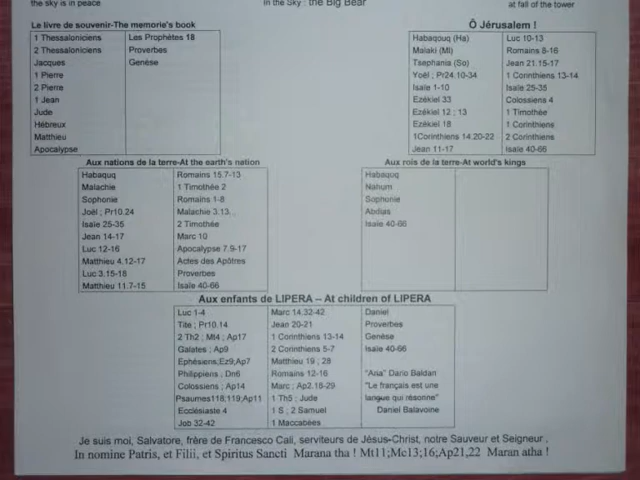 the sky is in peace
in the Sky : the Big Bear
at fall of the tower
Le livre de souvenir-The memorie's book
1 Thessaloniciens Les Prophètes 18
2 Thessaloniciens Proverbes
Jacques Genèse
1 Pierre
2 Pierre
1 Jean
Jude
Hébreux
Matthieu
Apocalypse
Ô Jérusalem !
Habaqouq (Ha) Luc 10-13
Malaki (Ml) Romains 8-16
Tsephania (So) Jean 21.15-17
Yoël ; Pr24.10-34 1 Corinthiens 13-14
Isaïe 1-10 Isaïe 25-35
Ezékiel 33 Colossiens 4
Ezékiel 12 ; 13 1 Timothée
Ezékiel 18 1 Corinthiens
1Corinthiens 14.20-22 2 Corinthiens
Jean 11-17 Isaïe 40-66
Aux nations de la terre-At the earth's nation
Habaquq Romains 15.7-13
Malachie 1 Timothée 2
Sophonie Romains 1-8
Joël ; Pr10.24 Malachie 3.13..
Isaïe 25-35 2 Timothée
Jean 14-17 Marc 10
Luc 12-16 Apocalypse 7.9-17
Matthieu 4.12-17 Actes des Apôtres
Luc 3.15-18 Proverbes
Matthieu 11.7-15 Isaïe 40-66
Aux rois de la terre-At world's kings
Habaquq
Nahum
Sophonie
Abdias
Isaïe 40-66
Aux enfants de LIPERA – At children of LIPERA
Luc 1-4 Marc 14.32-42 Daniel
Tite ; Pr10.14 Jean 20-21 Proverbes
2 Th2 ; Mt4 ; Ap17 1 Corinthiens 13-14 Genèse
Galates ; Ap9 2 Corinthiens 5-7 Isaïe 40-66
Ephésiens;Ez9;Ap7 Matthieu 19 ; 28
Philippiens ; Dn6 Romains 12-16 "Ana" Dario Baldan
Colossiens ; Ap14 Marc ; Ap2.18-29 "Le français est une
Psaumes118;119;Ap11 1 Th5 ; Jude langue qui résonne"
Ecclésiaste 4 1 S ; 2 Samuel Daniel Balavoine
Job 32-42 1 Maccabées
Je suis moi, Salvatore, frère de Francesco Cali, serviteurs de Jésus-Christ, notre Sauveur et Seigneur.
In nomine Patris, et Filii, et Spiritus Sancti Marana tha ! Mt11;Mc13;16;Ap21,22 Maran atha !